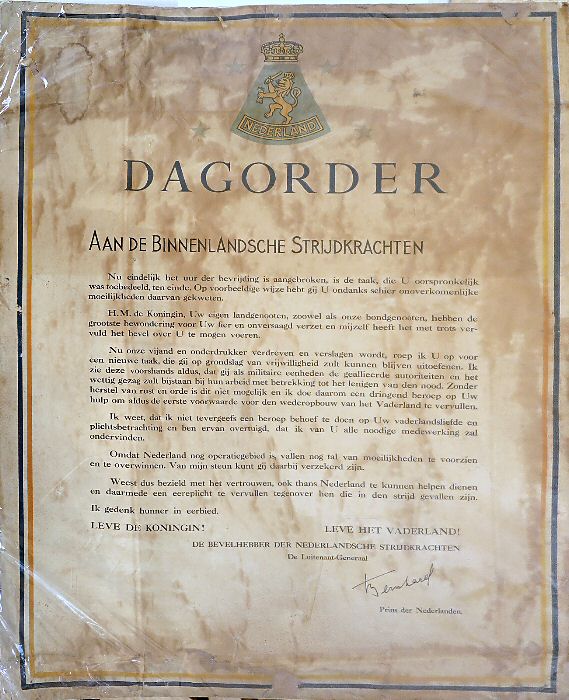 NEDERLAND
DAGORDER
AAN DE BINNENLANDSCHE STRIJDKRACHTEN
Nu eindelijk het uur der bevrijding is aangebroken, is de taak, die U oorspronkelijk
was toebedeeld, ten einde. Op voorbeeldige wijze hebt gij U ondanks schier onoverkomenlijke
moeilijkheden daarvan gekweten.
H.M. de Koningin, Uw eigen landgenooten, zoowel als onze bondgenooten, hebben de
grootste bewondering voor Uw fier en onversaagd verzet en mijzelf heeft het met trots ver-
vuld het bevel over U te mogen voeren.
Nu onze vijand en onderdrukker verdreven en verslagen wordt, roep ik U op voor
een nieuwe taak, die gij op grondslag van vrijwilligheid zult kunnen blijven uitoefenen. Ik
zie deze voorshands aldus, dat gij als militaire eenheden de geallieerde autoriteiten en het
wettig gezag zult bijstaan bij hun arbeid met betrekking tot het lenigen van den nood. Zonder
herstel van rust en orde is dit niet mogelijk en ik doe daarom een dringend beroep op Uw
hulp om aldus de eerste voorwaarde voor den wederopbouw van het Vaderland te vervullen.
Ik weet, dat ik niet tevergeefs een beroep behoef te doen op Uw vaderlandsliefde en
plichtsbetrachting en ben ervan overtuigd, dat ik van U alle noodige medewerking zal
ondervinden.
Omdat Nederland nog operatiegebied is, vallen nog tal van moeilijkheden te voorzien
en te overwinnen. Van mijn steun kunt gij daarbij verzekerd zijn.
Weest dus bezield met het vertrouwen, ook thans Nederland te kunnen helpen dienen
en daarmede een eereplicht te vervullen tegenover hen die in den strijd gevallen zijn.
Ik gedenk hunner in eerbied.
LEVE DE KONINGIN! LEVE HET VADERLAND!
DE BEVELHEBBER DER NEDERLANDSCHE STRIJDKRACHTEN
De Luitenant-Generaal
Bernhard
Prins der Nederlanden.